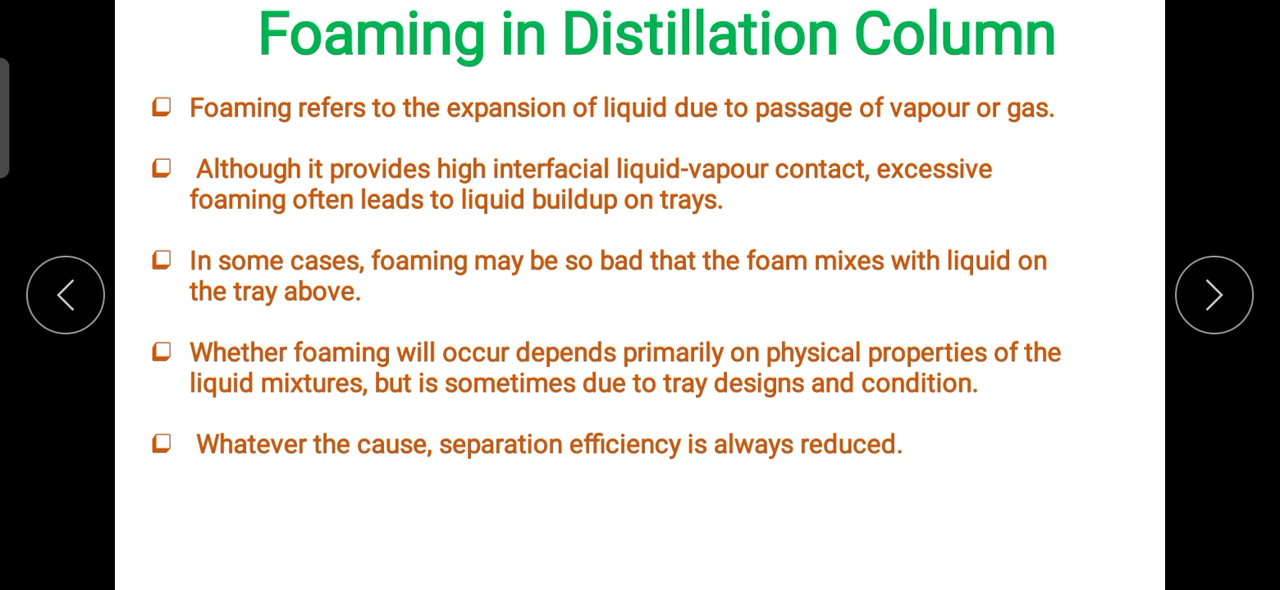 Foaming in Distillation Column
Foaming refers to the expansion of liquid due to passage of vapour or gas.
Although it provides high interfacial liquid-vapour contact, excessive
foaming often leads to liquid buildup on trays.
In some cases, foaming may be so bad that the foam mixes with liquid on
the tray above.
Whether foaming will occur depends primarily on physical properties of the
liquid mixtures, but is sometimes due to tray designs and condition.
Whatever the cause, separation efficiency is always reduced.